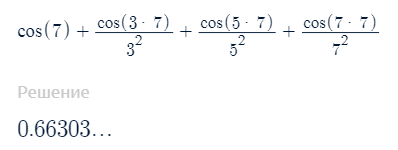 cos(7) + cos(3· 7)/3² + cos(5· 7)/5² + cos(7· 7)/7²
Решение
0.66303…